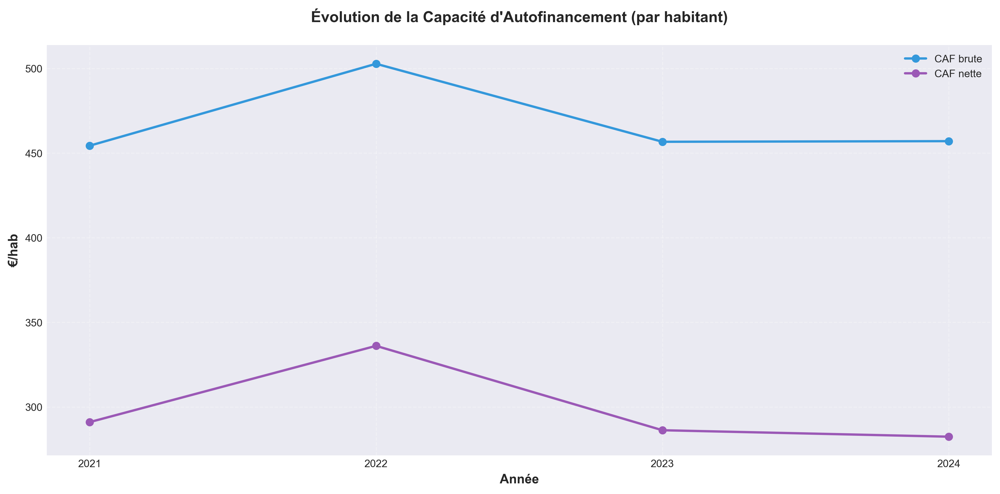 Évolution de la Capacité d'Autofinancement (par habitant)
CAF brute
CAF nette
500
450
400
350
300
€/hab
2021
2022
2023
2024
Année